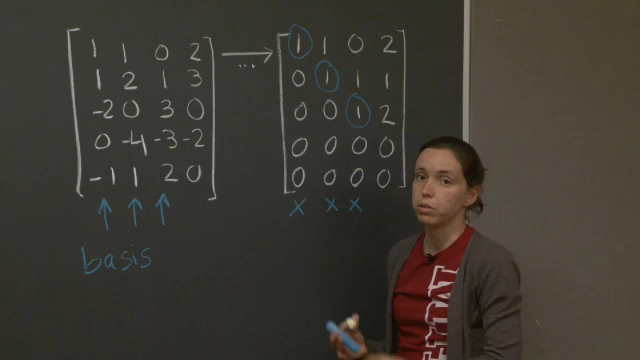 1 1 0 2 ... 1 1 0 2
1 2 1 3 0 1 1 1
-2 0 3 0 0 0 1 2
0 -4 -3 -2 0 0 0 0
-1 1 2 0 0 0 0 0
x x x
basis